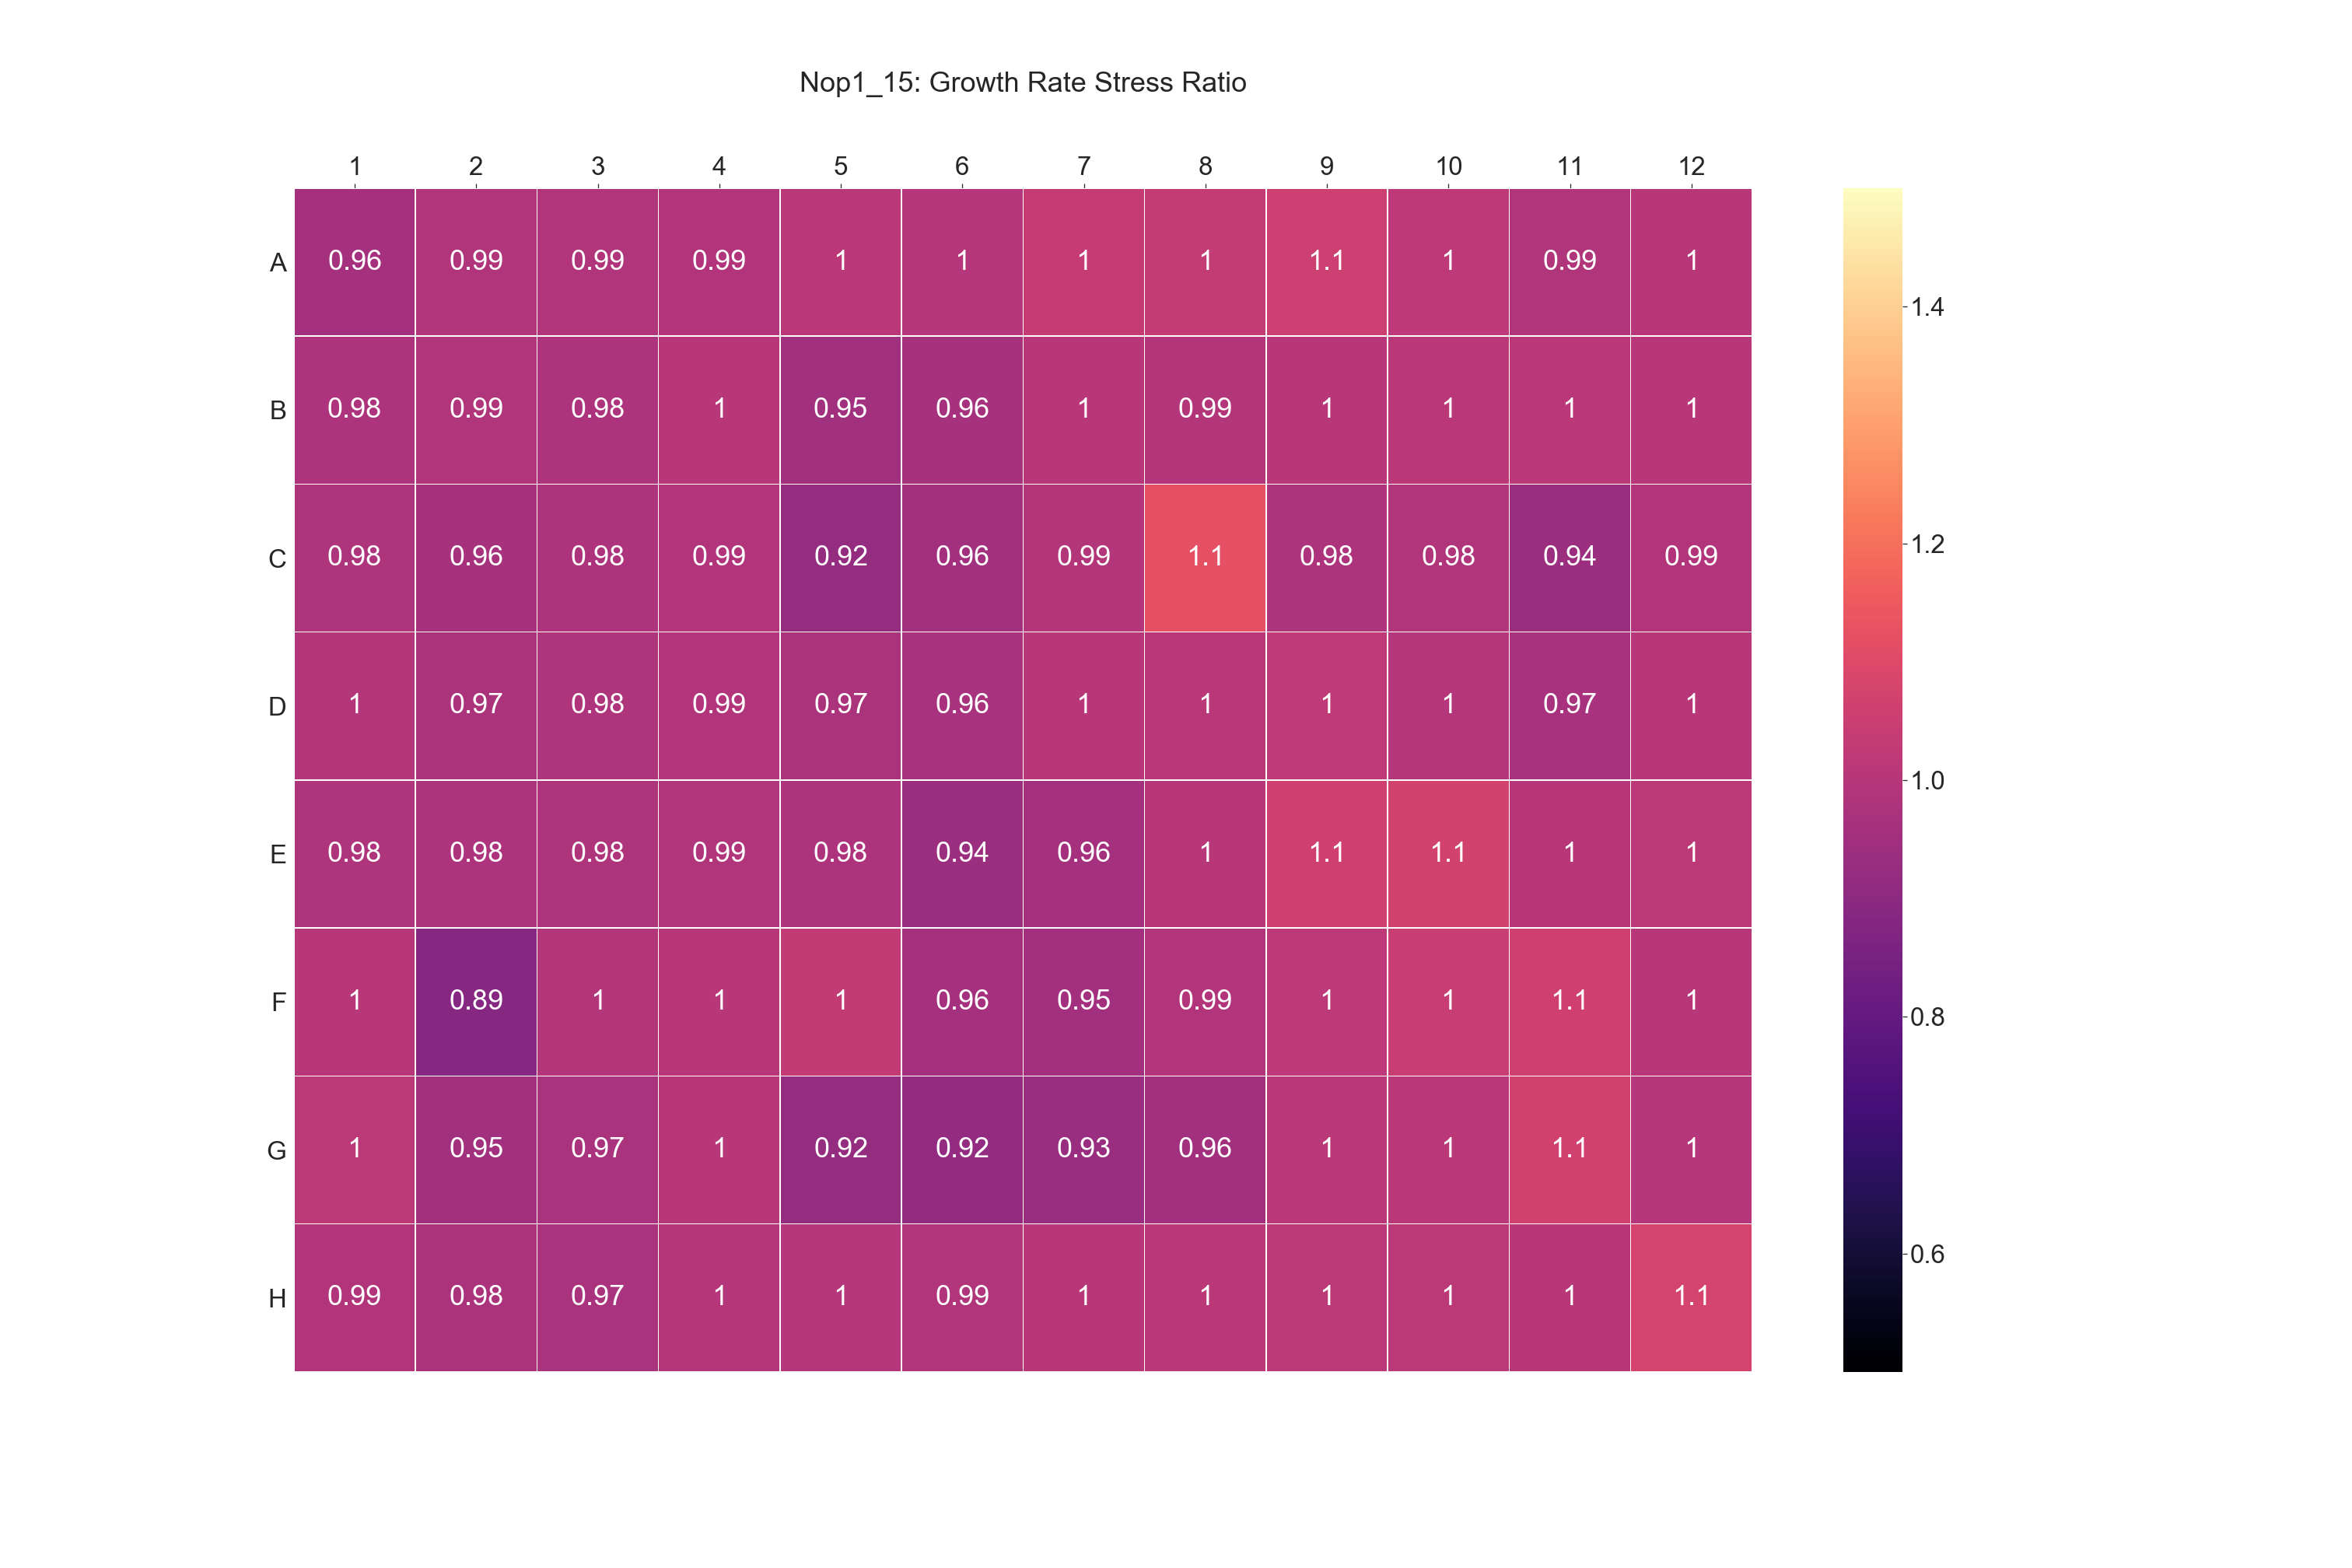 Nop1_15: Growth Rate Stress Ratio
1 2 3 4 5 6 7 8 9 10 11 12
A 0.96 0.99 0.99 0.99 1 1 1 1 1.1 1 0.99 1
1.4
B 0.98 0.99 0.98 1 0.95 0.96 1 0.99 1 1 1 1
C 0.98 0.96 0.98 0.99 0.92 0.96 0.99 1.1 0.98 0.98 0.94 0.99
1.2
D 1 0.97 0.98 0.99 0.97 0.96 1 1 1 1 0.97 1
1.0
E 0.98 0.98 0.98 0.99 0.98 0.94 0.96 1 1.1 1.1 1 1
F 1 0.89 1 1 1 0.96 0.95 0.99 1 1 1.1 1
0.8
G 1 0.95 0.97 1 0.92 0.92 0.93 0.96 1 1 1.1 1
0.6
H 0.99 0.98 0.97 1 1 0.99 1 1 1 1 1 1.1